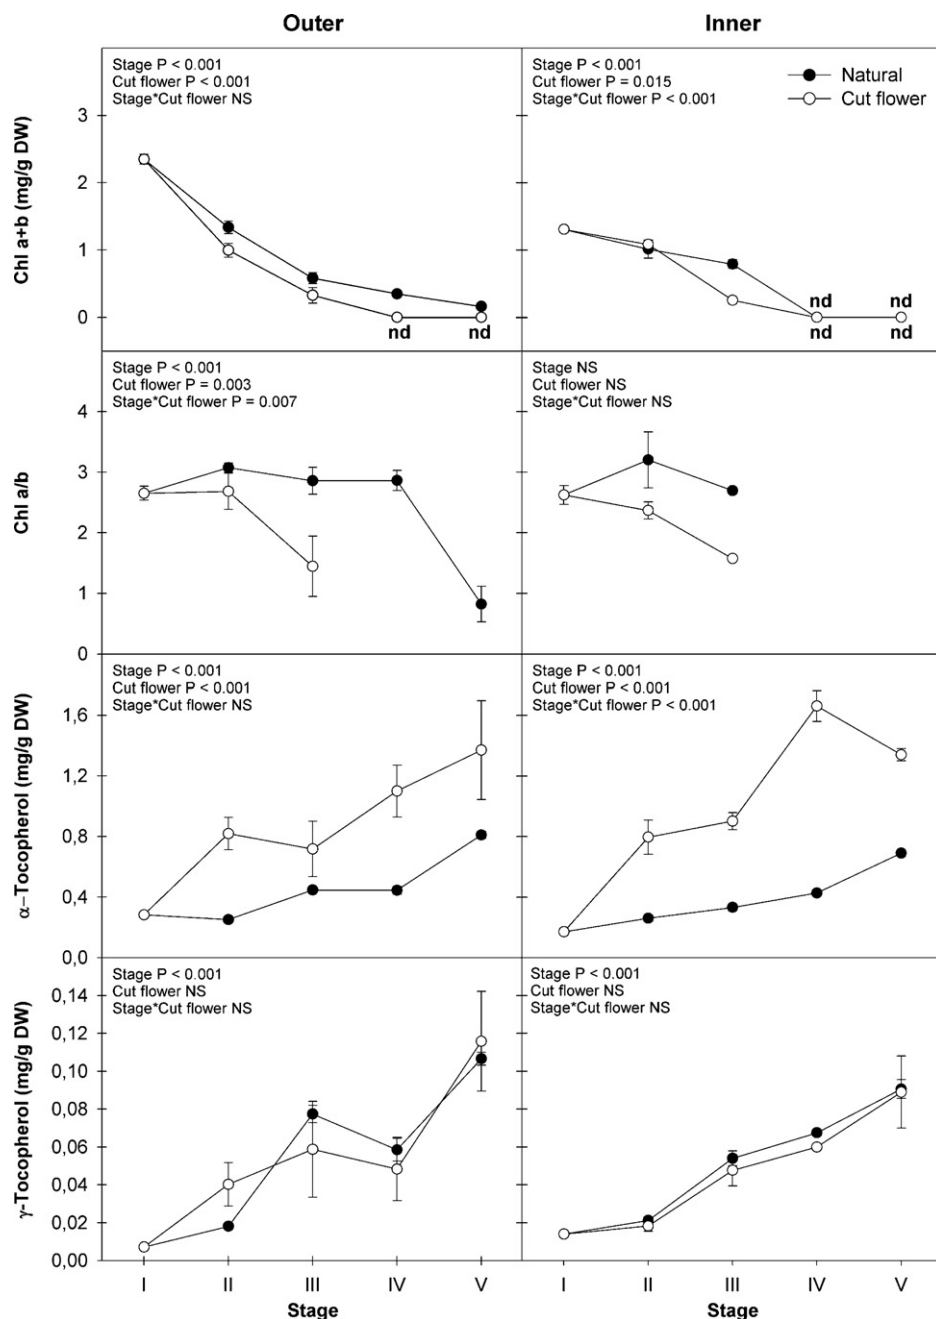 Outer
Inner
Stage P < 0.001
Cut flower P < 0.001
Stage*Cut flower NS
Stage P < 0.001
Cut flower P = 0.015
Stage*Cut flower P < 0.001
Natural
Cut flower
Chl a+b (mg/g DW)
3
2
1
0
nd
nd
nd
nd
nd
nd
Stage P < 0.001
Cut flower P = 0.003
Stage*Cut flower P = 0.007
Stage NS
Cut flower NS
Stage*Cut flower NS
Chl a/b
4
3
2
1
0
Stage P < 0.001
Cut flower P < 0.001
Stage*Cut flower NS
Stage P < 0.001
Cut flower P < 0.001
Stage*Cut flower P < 0.001
α–Tocopherol (mg/g DW)
1,6
1,2
0,8
0,4
0,0
Stage P < 0.001
Cut flower NS
Stage*Cut flower NS
Stage P < 0.001
Cut flower NS
Stage*Cut flower NS
γ-Tocopherol (mg/g DW)
0,14
0,12
0,10
0,08
0,06
0,04
0,02
0,00
I II III IV V
I II III IV V
Stage
Stage